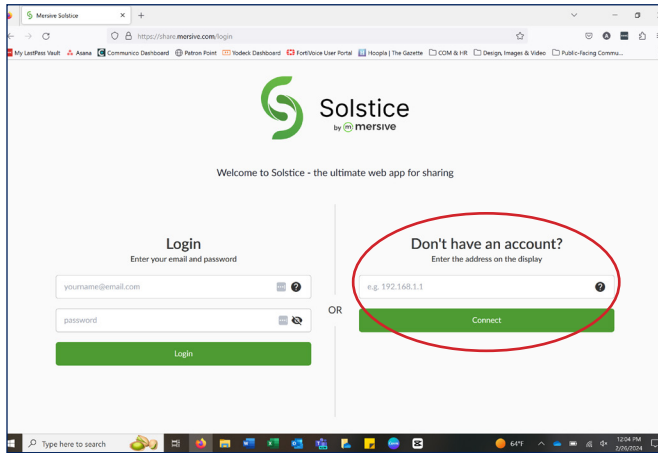 Mersive Solstice
https://share.mersive.com/login
My LastPass Vault Asana Communico Dashboard Patron Point Yodeck Dashboard FortiVoice User Portal Hoopla | The Gazette COM & HR Design, Images & Video Public-Facing Commu...
Solstice
by mersive
Welcome to Solstice - the ultimate web app for sharing
Login
Enter your email and password
yourname@email.com
password
Login
OR
Don't have an account?
Enter the address on the display
e.g. 192.168.1.1
Connect
Type here to search
64°F
12:04 PM
2/26/2024